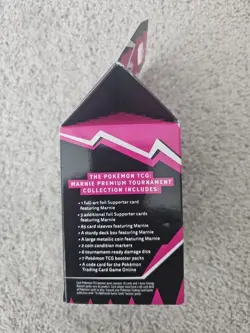 THE POKÉMON TCG:
MARNIE PREMIUM TOURNAMENT
COLLECTION INCLUDES:
• 1 full-art foil Supporter card
featuring Marnie
• 3 additional foil Supporter cards
featuring Marnie
• 65 card sleeves featuring Marnie
• A sturdy deck box featuring Marnie
• A large metallic coin featuring Marnie
• 2 coin condition markers
• 6 tournament-ready damage dice
• 7 Pokémon TCG booster packs
• A code card for the Pokémon
Trading Card Game Online